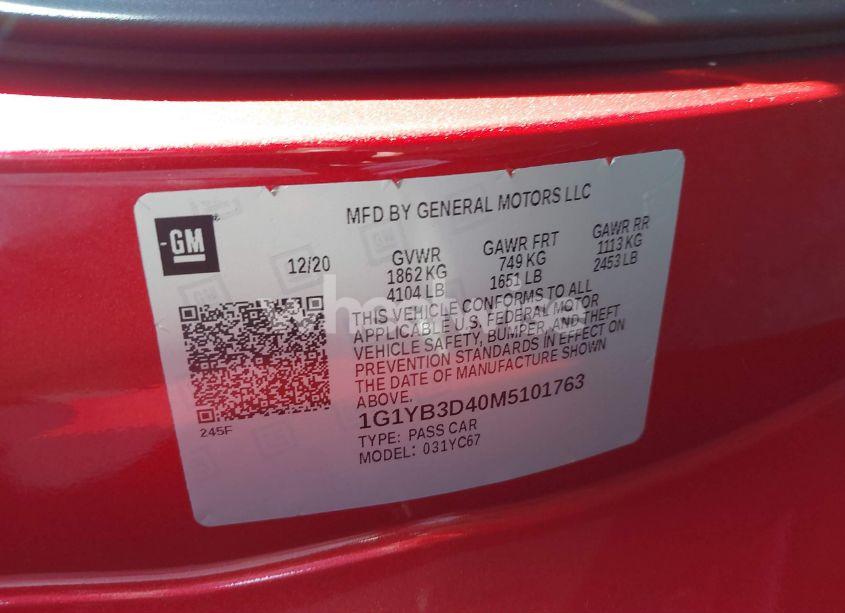 GM
MFD BY GENERAL MOTORS LLC
12/20
GVWR
1862 KG
4104 LB
GAWR FRT
749 KG
1651 LB
GAWR RR
1113 KG
2453 LB
THIS VEHICLE CONFORMS TO ALL
APPLICABLE U.S. FEDERAL MOTOR
VEHICLE SAFETY, BUMPER, AND THEFT
PREVENTION STANDARDS IN EFFECT ON
THE DATE OF MANUFACTURE SHOWN
ABOVE.
1G1YB3D40M5101763
TYPE: PASS CAR
MODEL: 031YC67
245F